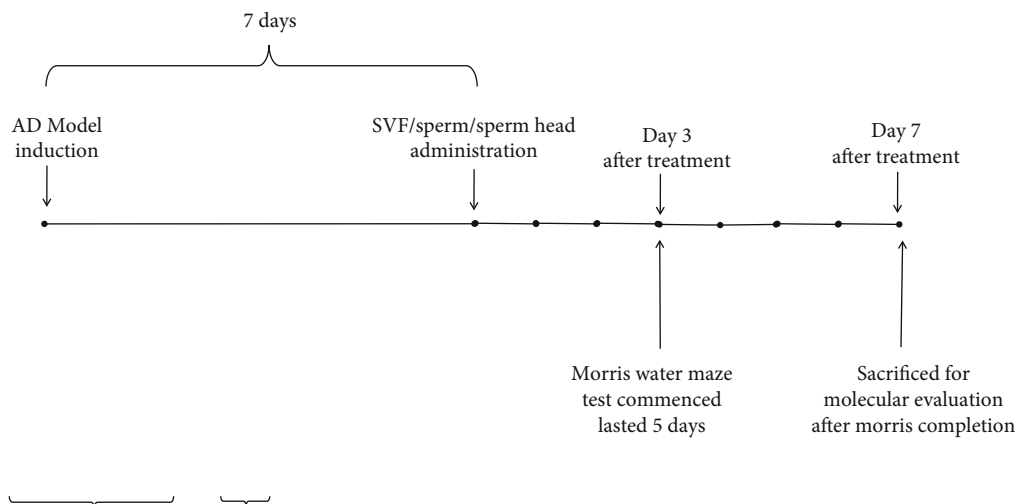 7 days
AD Model
induction
SVF/sperm/sperm head
administration
Day 3
after treatment
Day 7
after treatment
Morris water maze
test commenced
lasted 5 days
Sacrificed for
molecular evaluation
after morris completion